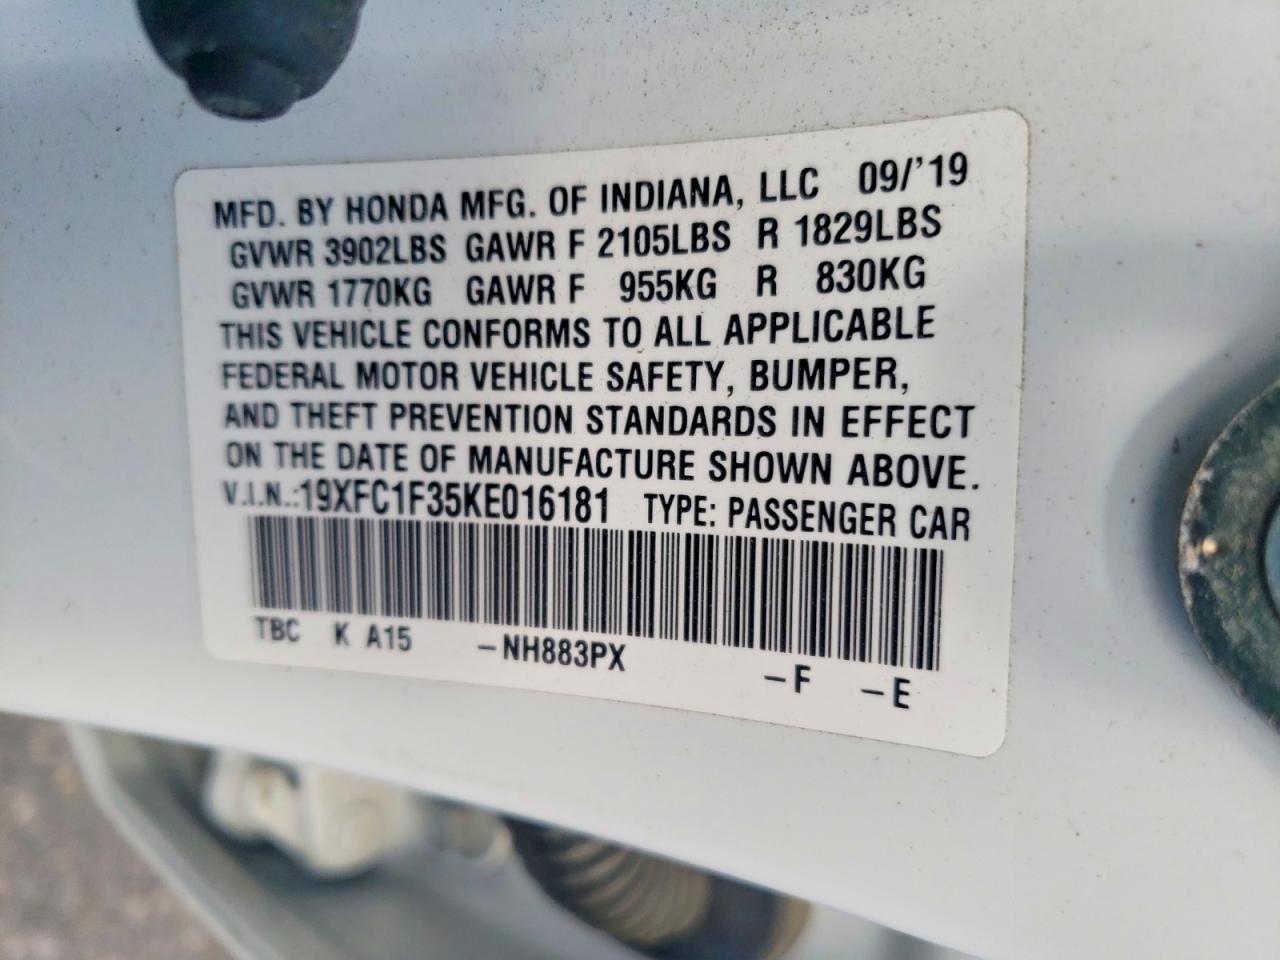 MFD. BY HONDA MFG. OF INDIANA, LLC 09/'19
GVWR 3902LBS GAWR F 2105LBS R 1829LBS
GVWR 1770KG GAWR F 955KG R 830KG
THIS VEHICLE CONFORMS TO ALL APPLICABLE
FEDERAL MOTOR VEHICLE SAFETY, BUMPER,
AND THEFT PREVENTION STANDARDS IN EFFECT
ON THE DATE OF MANUFACTURE SHOWN ABOVE.
V.I.N.:19XFC1F35KE016181 TYPE: PASSENGER CAR
TBC K A15 -NH883PX -F -E